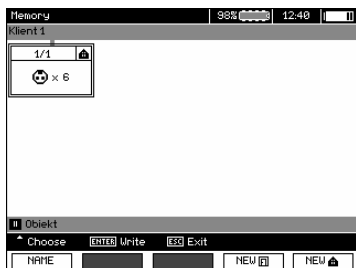 Memory 98% 12:40
Klient 1
1/1
× 6
Obiekt
Choose ENTER Write ESC Exit
NAME NEW NEW